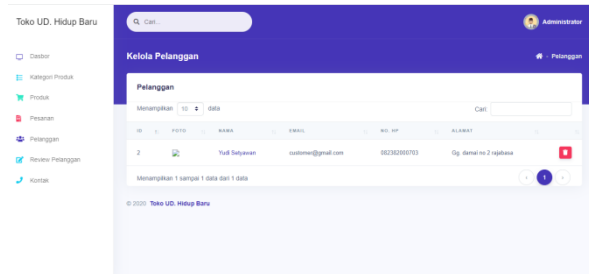 Toko UD. Hidup Baru
Cari...
Administrator
Dasbor
Kategori Produk
Produk
Pesanan
Pelanggan
Review Pelanggan
Kontak
Kelola Pelanggan
- Pelanggan
Pelanggan
Menampilkan 10 data
Cari:
ID FOTO NAMA EMAIL NO. HP ALAMAT
2 Yudi Setyawan customer@gmail.com 082382000703 Gg. damai no 2 rajabasa
Menampilkan 1 sampai 1 data dari 1 data
1
© 2020 Toko UD. Hidup Baru